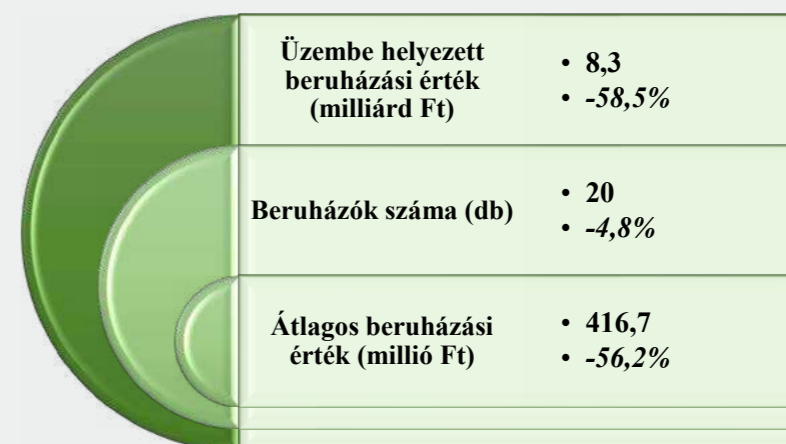 Üzembe helyezett
beruházási érték
(milliárd Ft)
• 8,3
• -58,5%
Beruházók száma (db)
• 20
• -4,8%
Átlagos beruházási
érték (millió Ft)
• 416,7
• -56,2%